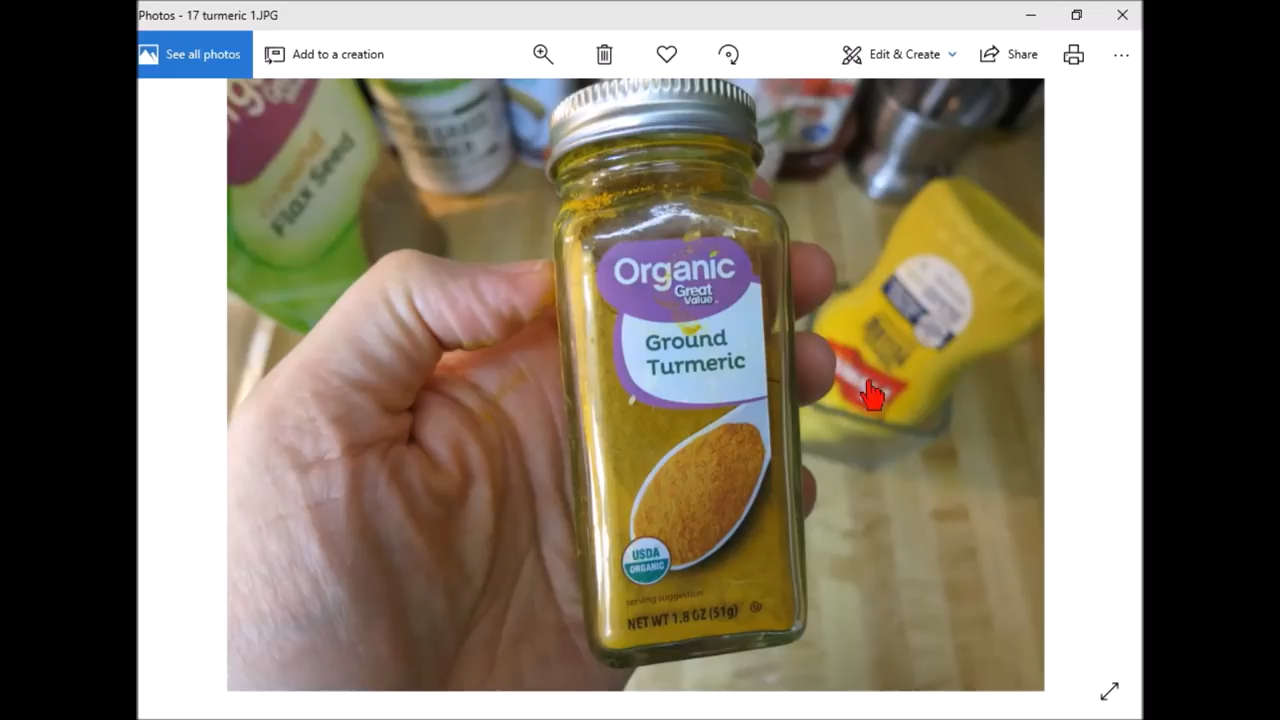 Photos - 17 turmeric 1.JPG
See all photos
Add to a creation
Edit & Create
Share
Ground
Flax Seed
Organic
Great
Value
Ground
Turmeric
USDA
ORGANIC
serving suggestion
NET WT 1.8 OZ (51g)